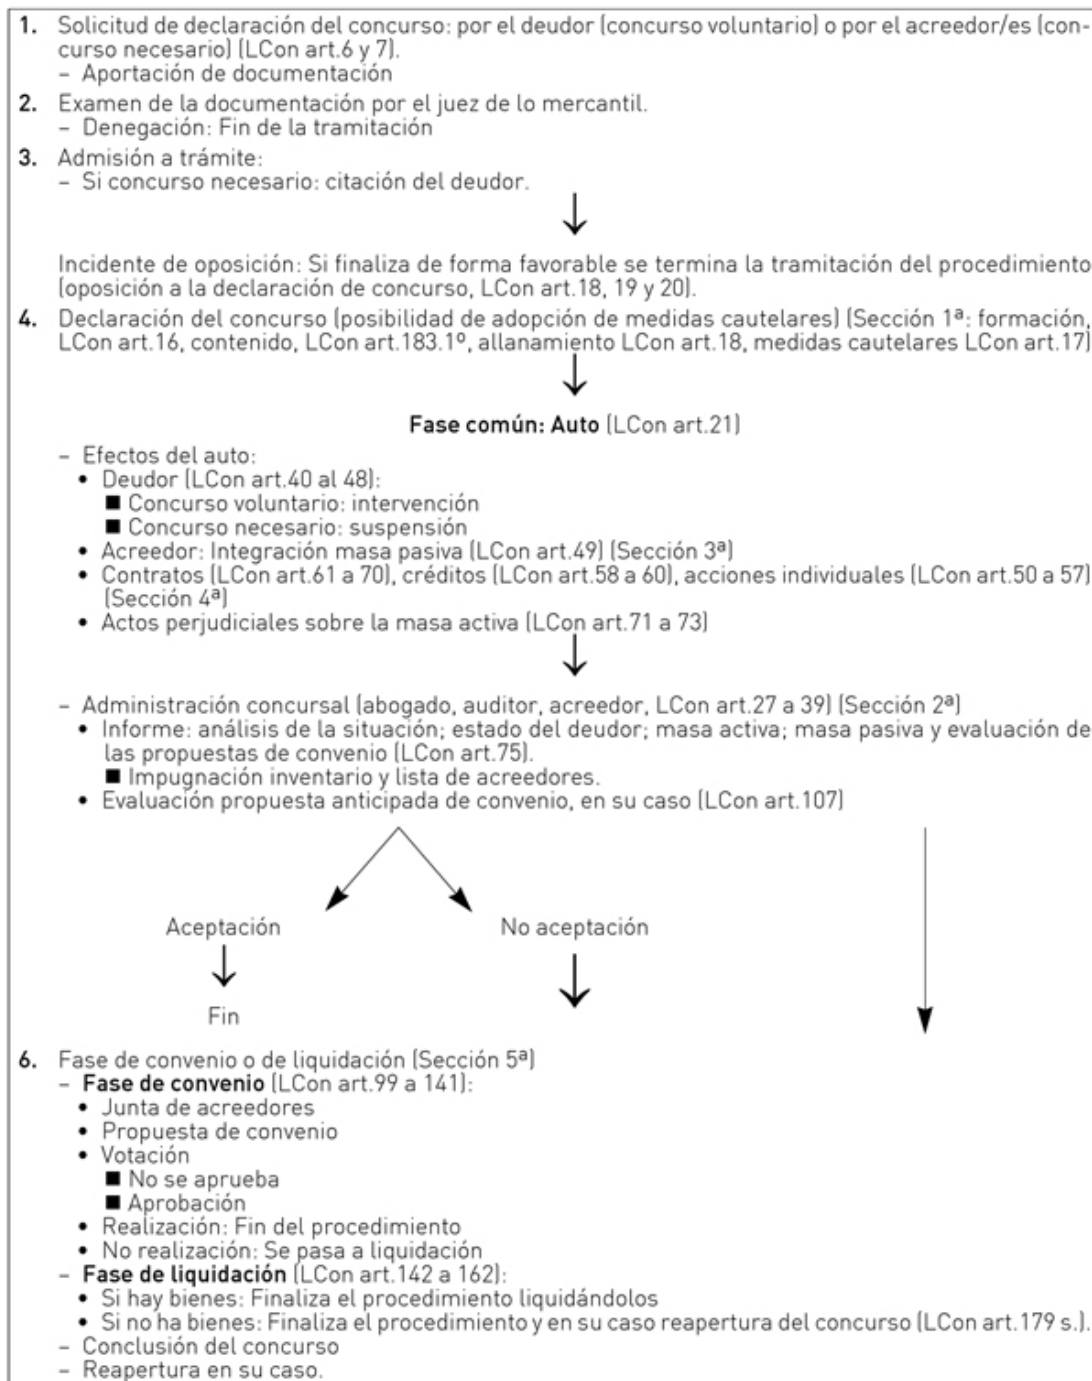 1. Solicitud de declaración del concurso: por el deudor (concurso voluntario) o por el acreedor/es (con-
curso necesario) (LCon art.6 y 7).
– Aportación de documentación
2. Examen de la documentación por el juez de lo mercantil.
– Denegación: Fin de la tramitación
3. Admisión a trámite:
– Si concurso necesario: citación del deudor.
Incidente de oposición: Si finaliza de forma favorable se termina la tramitación del procedimiento
(oposición a la declaración de concurso, LCon art.18, 19 y 20).
4. Declaración del concurso (posibilidad de adopción de medidas cautelares) (Sección 1ª: formación,
LCon art.16, contenido, LCon art.183.1º, allanamiento LCon art.18, medidas cautelares LCon art.17)
Fase común: Auto (LCon art.21)
– Efectos del auto:
• Deudor (LCon art.40 al 48):
■ Concurso voluntario: intervención
■ Concurso necesario: suspensión
• Acreedor: Integración masa pasiva (LCon art.49) (Sección 3ª)
• Contratos (LCon art.61 a 70), créditos (LCon art.58 a 60), acciones individuales (LCon art.50 a 57)
(Sección 4ª)
• Actos perjudiciales sobre la masa activa (LCon art.71 a 73)
– Administración concursal (abogado, auditor, acreedor, LCon art.27 a 39) (Sección 2ª)
• Informe: análisis de la situación; estado del deudor; masa activa; masa pasiva y evaluación de
las propuestas de convenio (LCon art.75).
■ Impugnación inventario y lista de acreedores.
• Evaluación propuesta anticipada de convenio, en su caso (LCon art.107)
Aceptación No aceptación
Fin
6. Fase de convenio o de liquidación (Sección 5ª)
– Fase de convenio (LCon art.99 a 141):
• Junta de acreedores
• Propuesta de convenio
• Votación
■ No se aprueba
■ Aprobación
• Realización: Fin del procedimiento
• No realización: Se pasa a liquidación
– Fase de liquidación (LCon art.142 a 162):
• Si hay bienes: Finaliza el procedimiento liquidándolos
• Si no ha bienes: Finaliza el procedimiento y en su caso reapertura del concurso (LCon art.179 s.).
– Conclusión del concurso
– Reapertura en su caso.